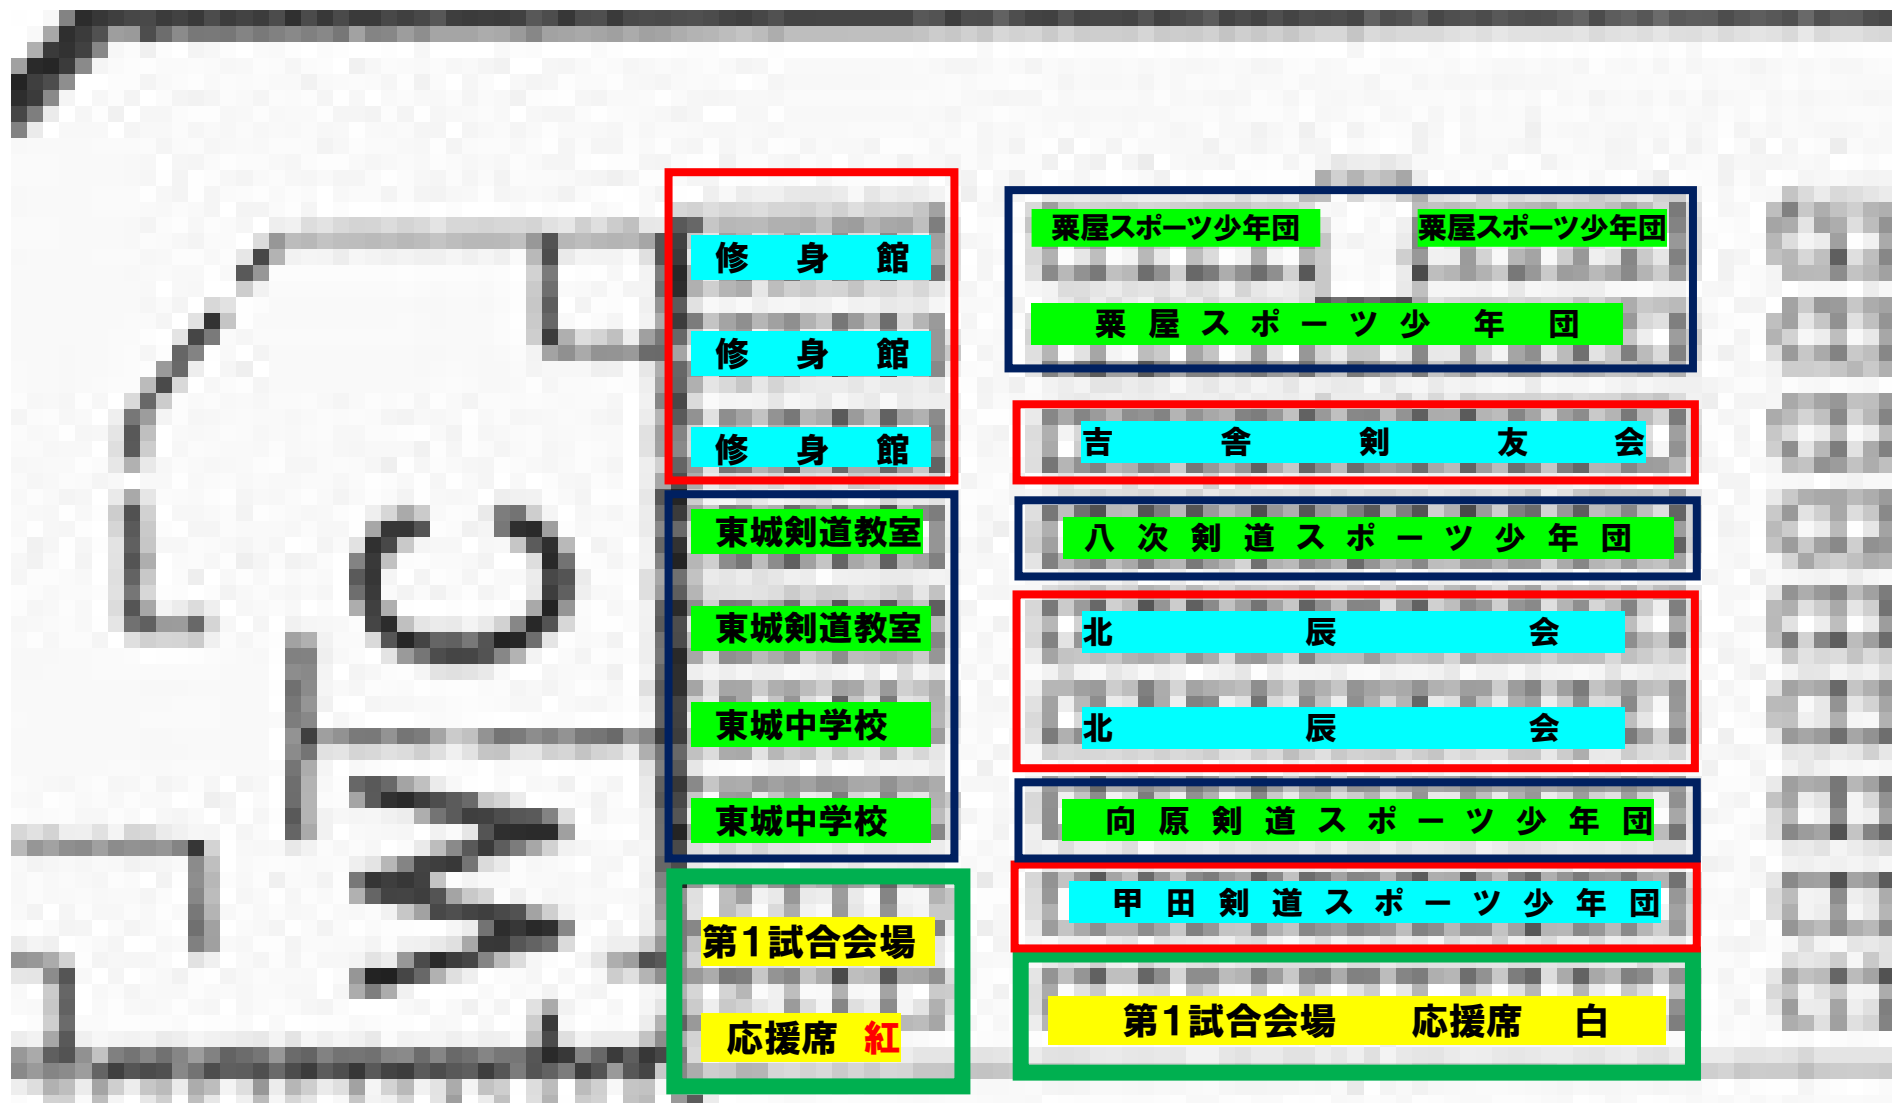 修 身 館
修 身 館
修 身 館
東城剣道教室
東城剣道教室
東城中学校
東城中学校
第1試合会場
応援席 紅
粟屋スポーツ少年団 粟屋スポーツ少年団
粟屋スポーツ少 年 団
吉 舎 剣 友 会
八次剣道スポーツ少年団
北 辰 会
北 辰 会
向原剣道スポーツ少年団
甲田剣道スポーツ少年団
第1試合会場 応援席 白